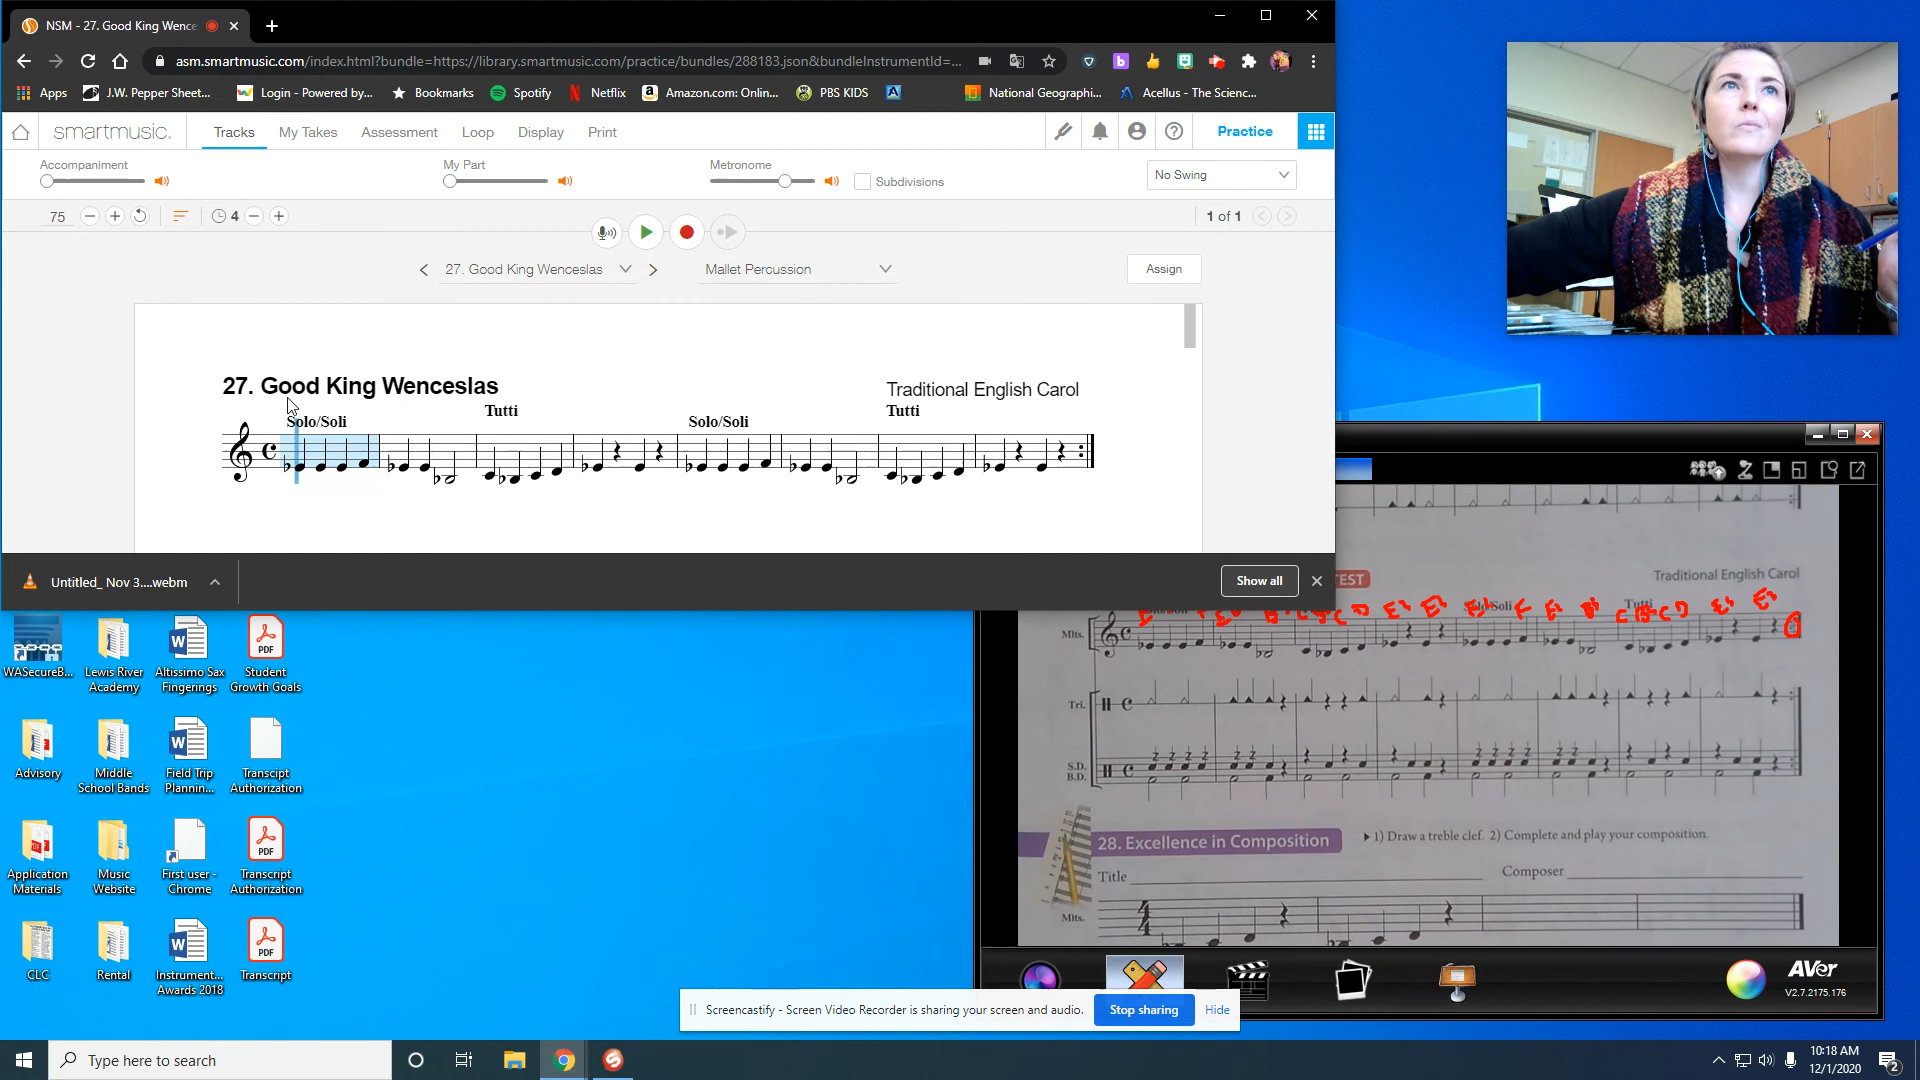 NSM - 27. Good King Wence
asm.smartmusic.com/index.html?bundle=https://library.smartmusic.com/practice/bundles/288183.json&bundleInstrumentId=...
Apps J.W. Pepper Sheet... Login - Powered by... Bookmarks Spotify Netflix Amazon.com: Onlin... PBS KIDS National Geographi... Acellus - The Scienc...
smartmusic. Tracks My Takes Assessment Loop Display Print Practice
Accompaniment My Part Metronome
Subdivisions No Swing
75 4 1 of 1
27. Good King Wenceslas Mallet Percussion Assign
27. Good King Wenceslas Traditional English Carol
Solo/Soli Tutti Solo/Soli Tutti
Untitled_ Nov 3....webm Show all
TEST Traditional English Carol
Tutti
Mlts.
Tri.
S.D.
B.D.
28. Excellence in Composition 1) Draw a treble clef. 2) Complete and play your composition.
Title Composer
Mlts. 4 4
AVer
V2.7.2175.176
WASecureB... Lewis River Academy Altissimo Sax Fingerings Student Growth Goals
Advisory Middle School Bands Field Trip Plannin... Transcipt Authorization
Application Materials Music Website First user - Chrome Transcript Authorization
CLC Rental Instrument... Awards 2018 Transcript
Screencastify - Screen Video Recorder is sharing your screen and audio. Stop sharing Hide
Type here to search
10:18 AM
12/1/2020
2